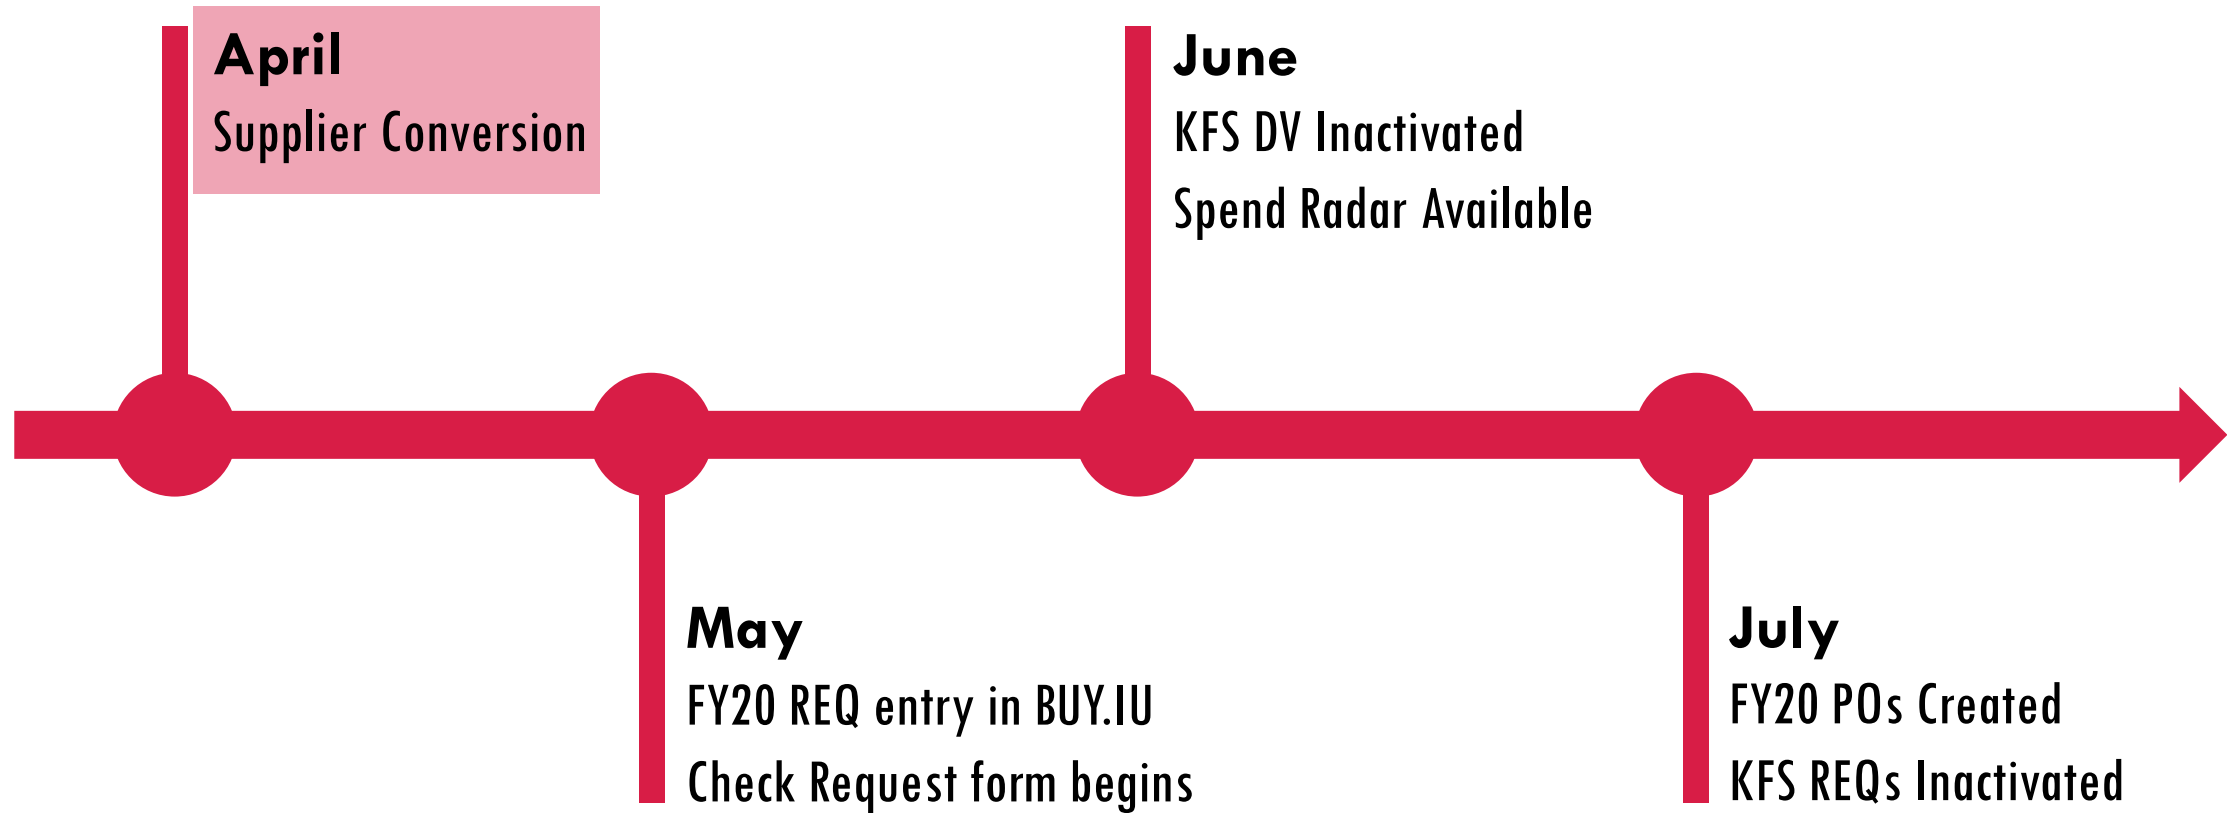 April
Supplier Conversion
May
FY20 REQ entry in BUY.IU
Check Request form begins
June
KFS DV Inactivated
Spend Radar Available
July
FY20 POs Created
KFS REQs Inactivated